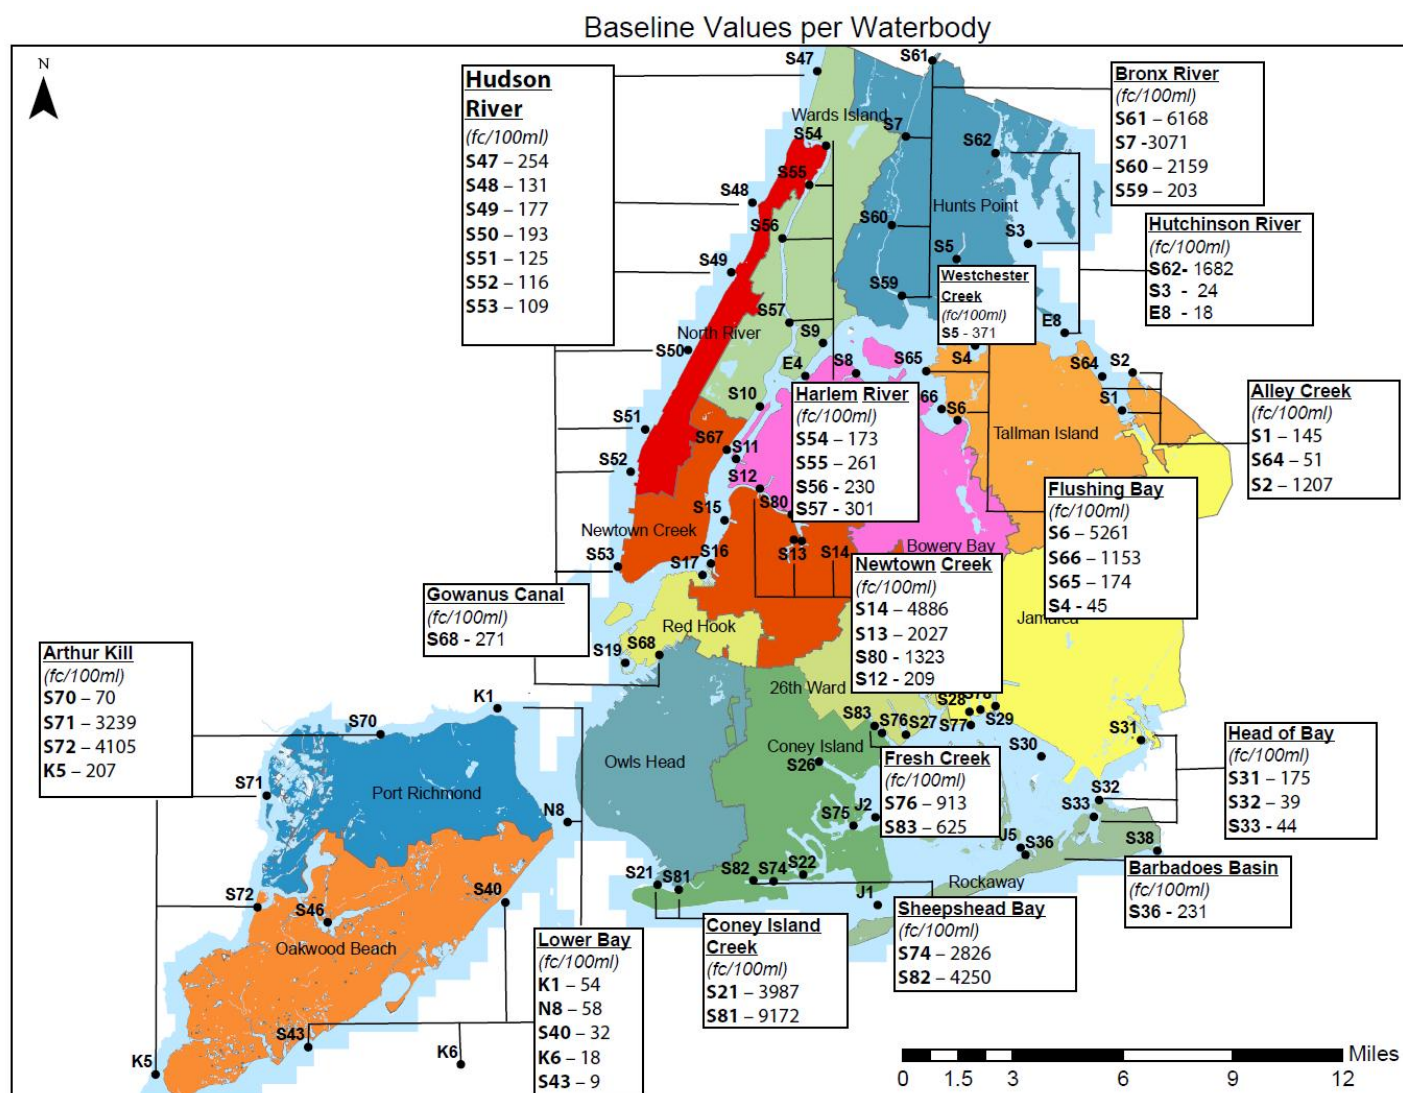 Baseline Values per Waterbody
N
Hudson
River
(fc/100ml)
S47 – 254
S48 – 131
S49 – 177
S50 – 193
S51 – 125
S52 – 116
S53 – 109
Bronx River
(fc/100ml)
S61 – 6168
S7 -3071
S60 – 2159
S59 – 203
Hutchinson River
(fc/100ml)
S62- 1682
S3 - 24
E8 - 18
Westchester
Creek
(fc/100ml)
S5 - 371
Alley Creek
(fc/100ml)
S1 – 145
S64 – 51
S2 – 1207
Harlem River
(fc/100ml)
S54 – 173
S55 – 261
S56 - 230
S57 - 301
Flushing Bay
(fc/100ml)
S6 – 5261
S66 – 1153
S65 – 174
S4 - 45
Newtown Creek
(fc/100ml)
S14 – 4886
S13 – 2027
S80 - 1323
S12 – 209
Gowanus Canal
(fc/100ml)
S68 - 271
Arthur Kill
(fc/100ml)
S70 – 70
S71 – 3239
S72 – 4105
K5 – 207
Fresh Creek
(fc/100ml)
S76 – 913
S83 – 625
Head of Bay
(fc/100ml)
S31 – 175
S32 – 39
S33 - 44
Barbadoes Basin
(fc/100ml)
S36 - 231
Sheepshead Bay
(fc/100ml)
S74 – 2826
S82 – 4250
Coney Island
Creek
(fc/100ml)
S21 – 3987
S81 – 9172
Lower Bay
(fc/100ml)
K1 – 54
N8 – 58
S40 – 32
K6 – 18
S43 – 9
S47
S61
Wards Island
S54
S7
S62
S55
S48
Hunts Point
S56
S60
S3
S5
S49
S59
S57
E8
North River
S9
S50
E4
S8
S65
S4
S64
S2
S10
66
S6
S1
S51
Tallman Island
S67
S11
S52
S12
S80
S15
Newtown Creek
S13
S14
Bowery Bay
S53
S17
S16
Red Hook
Jamaica
S19
S68
26th Ward
K1
S28
S78
S29
S77
S83
S76
S27
S70
Coney Island
S26
S30
S31
Owls Head
S71
Port Richmond
N8
S32
S33
S75
J2
J5
S36
S38
S21
S81
S82
S74
S22
Rockaway
J1
S72
S46
S40
Oakwood Beach
S43
K6
K5
Miles
0 1.5 3 6 9 12